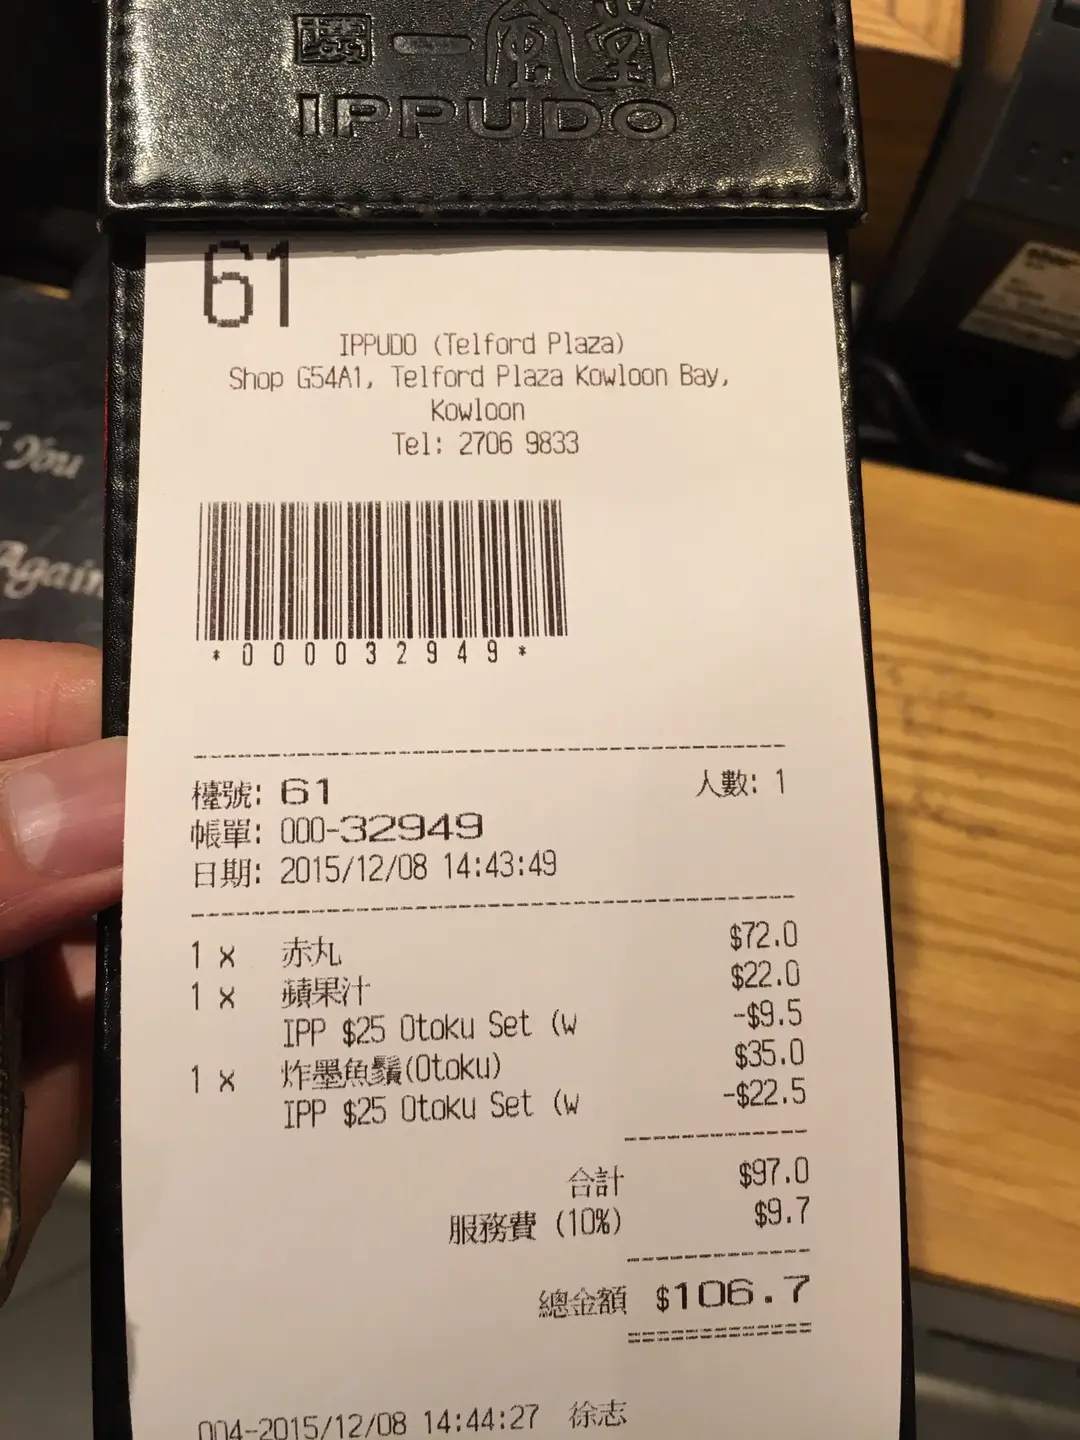 一風堂
IPPUDO
You
Again
61
IPPUDO (Telford Plaza)
Shop G54A1, Telford Plaza Kowloon Bay,
Kowloon
Tel: 2706 9833
*000032949*
檯號: 61 人數: 1
帳單: 000-32949
日期: 2015/12/08 14:43:49
1 x 赤丸 $72.0
1 x 蘋果汁 $22.0
IPP $25 Otoku Set (w -$9.5
1 x 炸墨魚鬚(Otoku) $35.0
IPP $25 Otoku Set (w -$22.5
合計 $97.0
服務費 (10%) $9.7
總金額 $106.7
004-2015/12/08 14:44:27 徐志